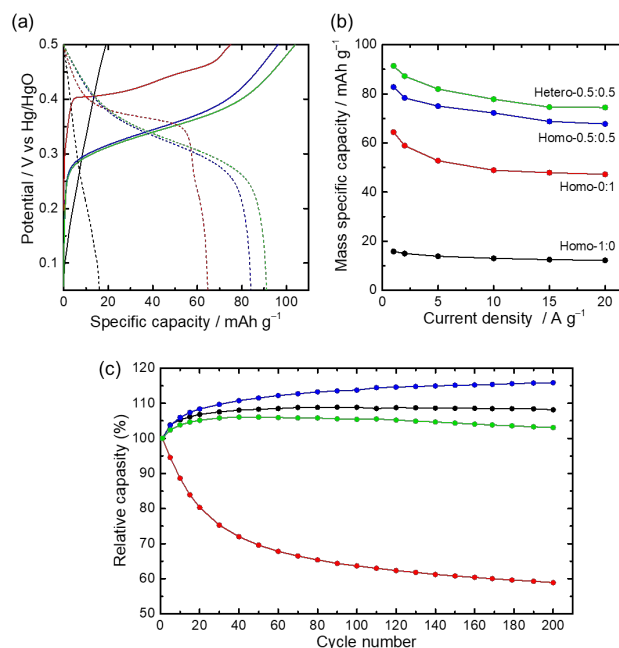 (a)
0.5
0.4
0.3
0.2
0.1
Potential / V vs Hg/HgO
0 20 40 60 80 100
Specific capacity / mAh g⁻¹
(b)
100
80
60
40
20
0
Mass specific capacity / mAh g⁻¹
Hetero-0.5:0.5
Homo-0.5:0.5
Homo-0:1
Homo-1:0
0 5 10 15 20
Current density / A g⁻¹
(c)
120
110
100
90
80
70
60
50
Relative capasity (%)
0 20 40 60 80 100 120 140 160 180 200
Cycle number